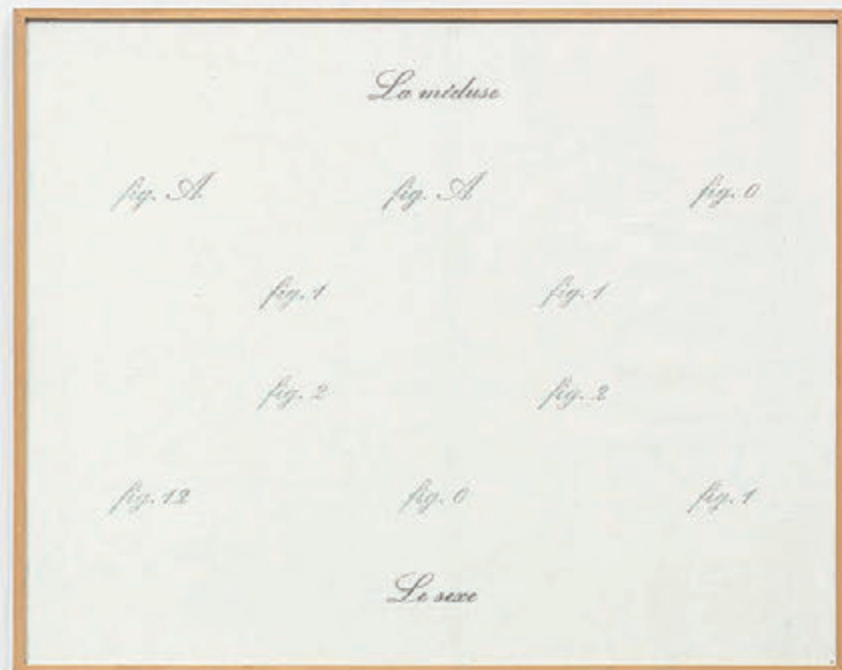 La méduse
fig. A. fig. A fig. 0
fig. 1 fig. 1
fig. 2 fig. 2
fig. 12 fig. 0 fig. 1
Le sexe